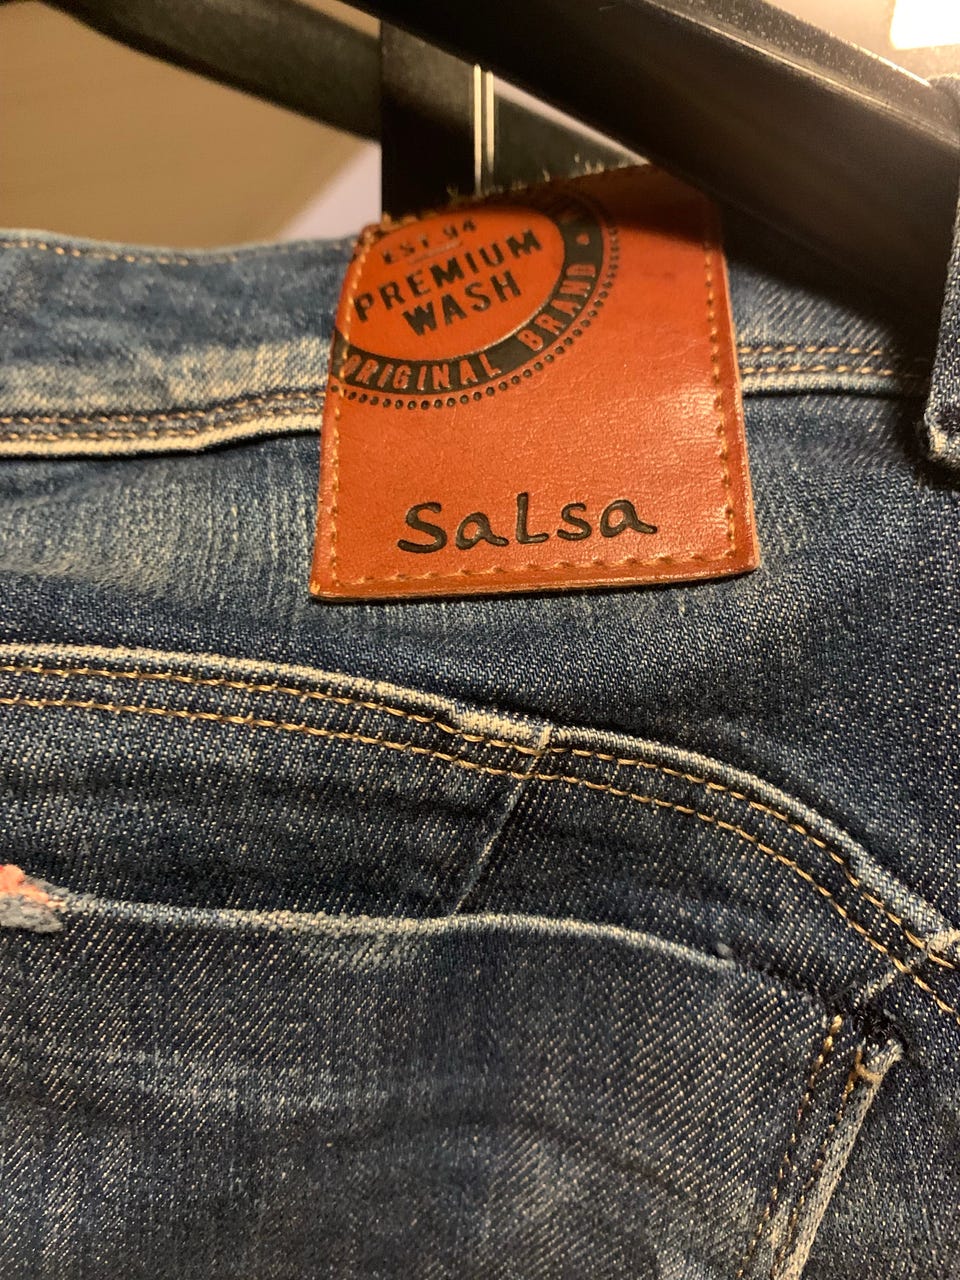 EST. 94
PREMIUM
WASH
ORIGINAL BRAND
Salsa